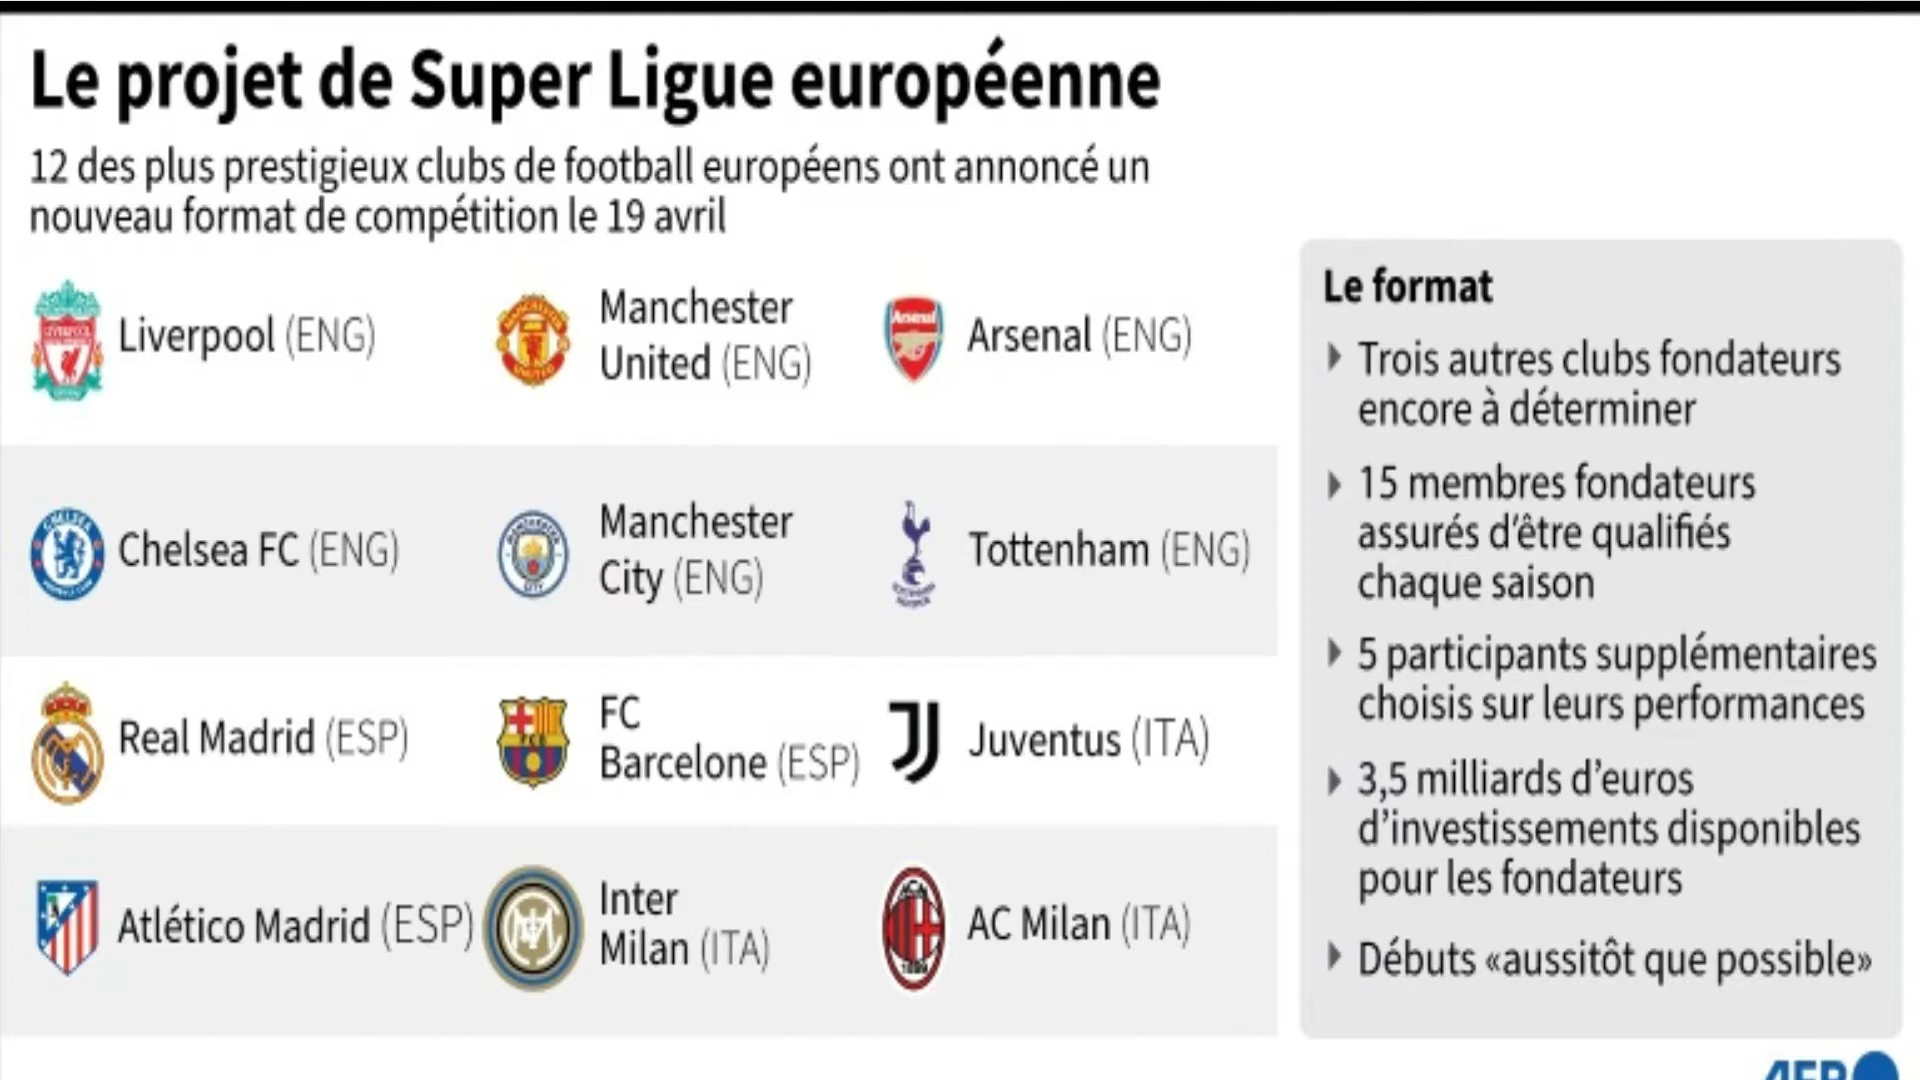 Le projet de Super Ligue européenne
12 des plus prestigieux clubs de football européens ont annoncé un
nouveau format de compétition le 19 avril
Liverpool (ENG)
Manchester
United (ENG)
Arsenal
Arsenal (ENG)
Chelsea FC (ENG)
Manchester
City (ENG)
Tottenham (ENG)
Real Madrid (ESP)
FC
Barcelone (ESP)
Juventus (ITA)
Atlético Madrid (ESP)
Inter
Milan (ITA)
AC Milan (ITA)
Le format
Trois autres clubs fondateurs
encore à déterminer
15 membres fondateurs
assurés d'être qualifiés
chaque saison
5 participants supplémentaires
choisis sur leurs performances
3,5 milliards d'euros
d'investissements disponibles
pour les fondateurs
Débuts «aussitôt que possible»
AFP